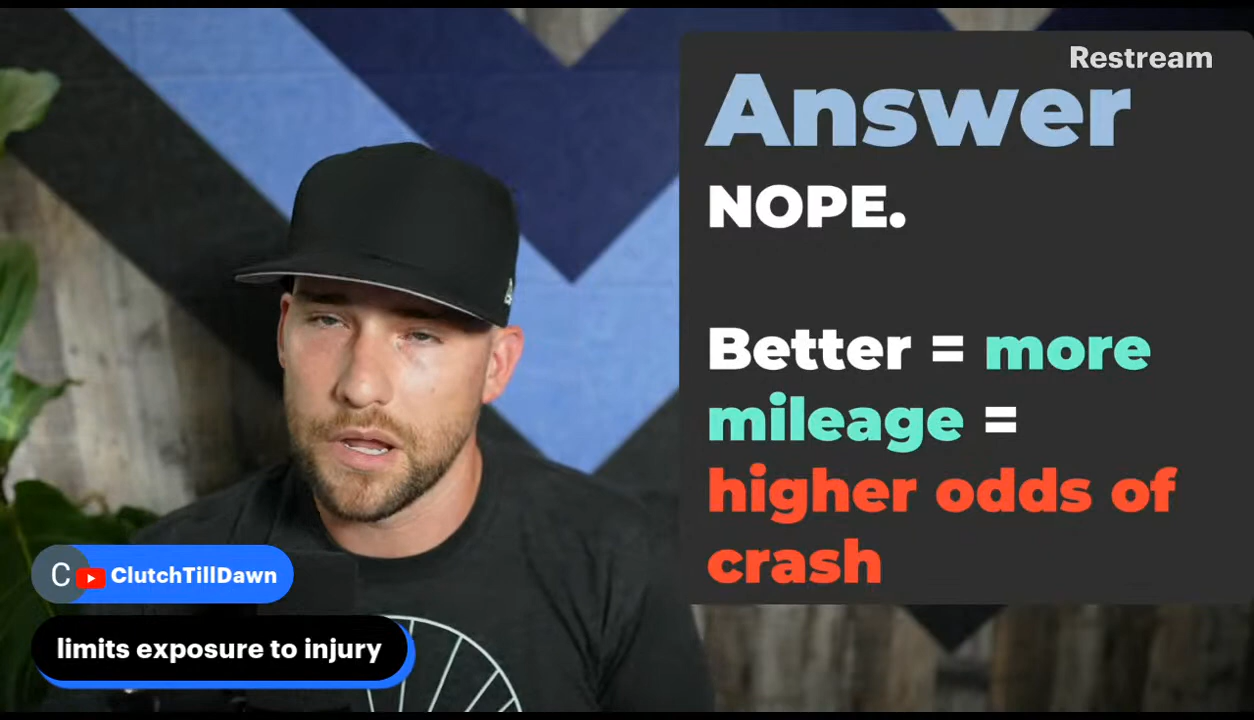 Restream
Answer
NOPE.
Better = more
mileage =
higher odds of
crash
C ClutchTillDawn
limits exposure to injury